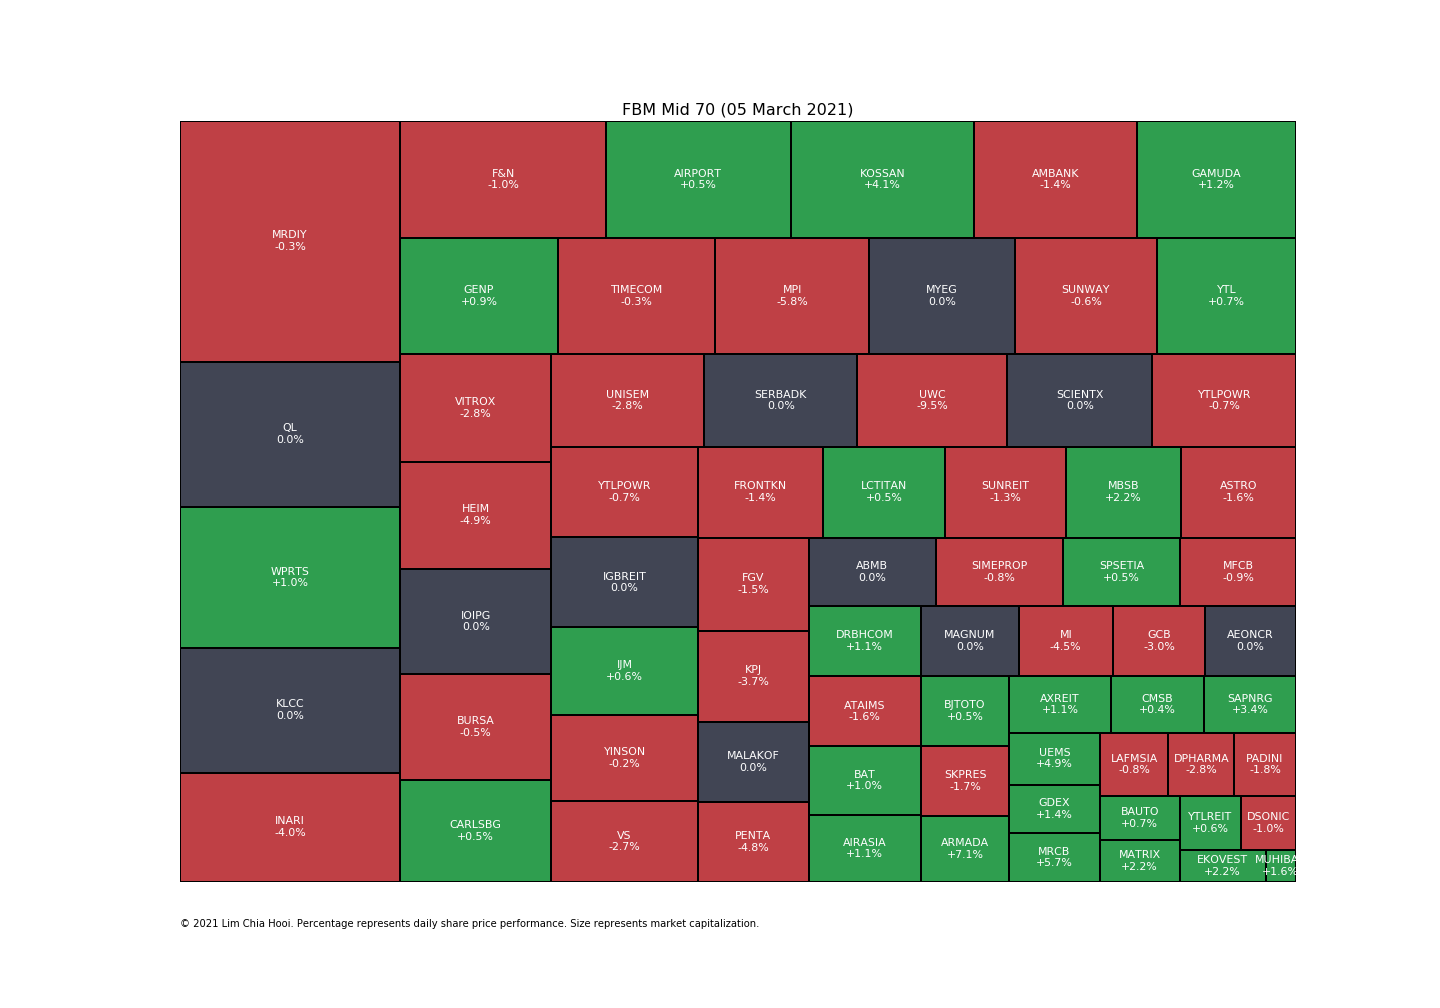 FBM Mid 70 (05 March 2021)
MRDIY
-0.3%
QL
0.0%
WPRTS
+1.0%
KLCC
0.0%
INARI
-4.0%
F&N
-1.0%
AIRPORT
+0.5%
KOSSAN
+4.1%
AMBANK
-1.4%
GAMUDA
+1.2%
GENP
+0.9%
TIMECOM
-0.3%
MPI
-5.8%
MYEG
0.0%
SUNWAY
-0.6%
YTL
+0.7%
VITROX
-2.8%
HEIM
-4.9%
IOIPG
0.0%
BURSA
-0.5%
CARLSBG
+0.5%
UNISEM
-2.8%
SERBADK
0.0%
UWC
-9.5%
SCIENTX
0.0%
YTLPOWR
-0.7%
YTLPOWR
-0.7%
IGBREIT
0.0%
IJM
+0.6%
YINSON
-0.2%
VS
-2.7%
FRONTKN
-1.4%
LCTITAN
+0.5%
SUNREIT
-1.3%
MBSB
+2.2%
ASTRO
-1.6%
FGV
-1.5%
KPJ
-3.7%
MALAKOF
0.0%
PENTA
-4.8%
ABMB
0.0%
SIMEPROP
-0.8%
SPSETIA
+0.5%
MFCB
-0.9%
DRBHCOM
+1.1%
MAGNUM
0.0%
MI
-4.5%
GCB
-3.0%
AEONCR
0.0%
ATAIMS
-1.6%
BAT
+1.0%
AIRASIA
+1.1%
BJTOTO
+0.5%
SKPRES
-1.7%
ARMADA
+7.1%
AXREIT
+1.1%
CMSB
+0.4%
SAPNRG
+3.4%
UEMS
+4.9%
GDEX
+1.4%
MRCB
+5.7%
LAFMSIA
-0.8%
DPHARMA
-2.8%
PADINI
-1.8%
BAUTO
+0.7%
MATRIX
+2.2%
YTLREIT
+0.6%
DSONIC
-1.0%
EKOVEST
+2.2%
+1.6%
© 2021 Lim Chia Hooi. Percentage represents daily share price performance. Size represents market capitalization.